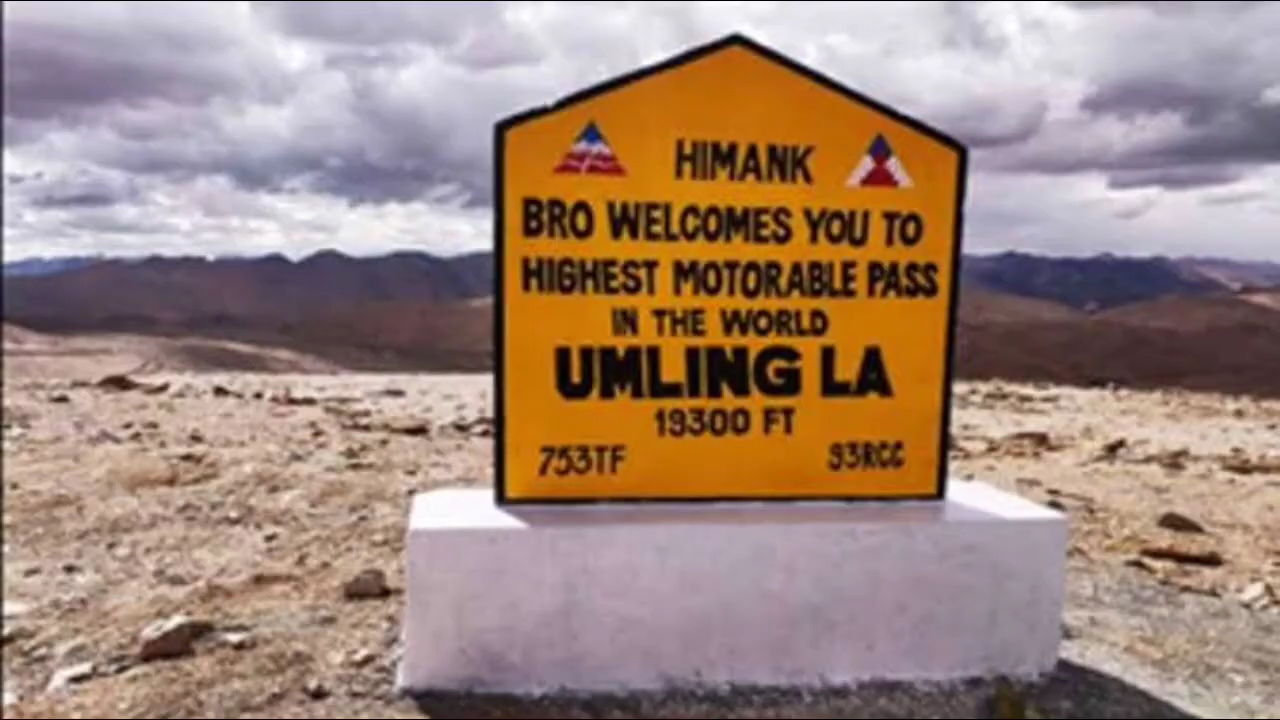 HIMANK
BRO WELCOMES YOU TO
HIGHEST MOTORABLE PASS
IN THE WORLD
UMLING LA
19300 FT
753TF 93RCC